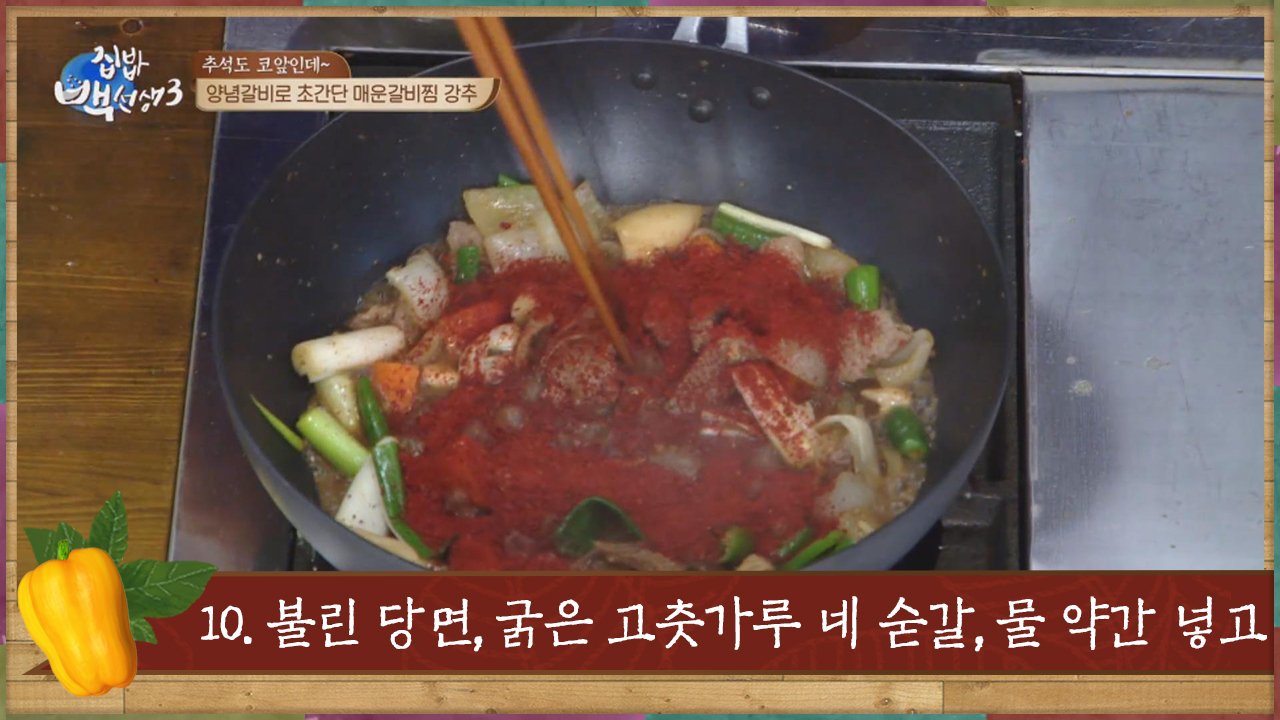 집밥
백선생3
추석도 코앞인데~
양념갈비로 초간단 매운갈비찜 강추
10. 불린 당면, 굵은 고춧가루 네 숟갈, 물 약간 넣고